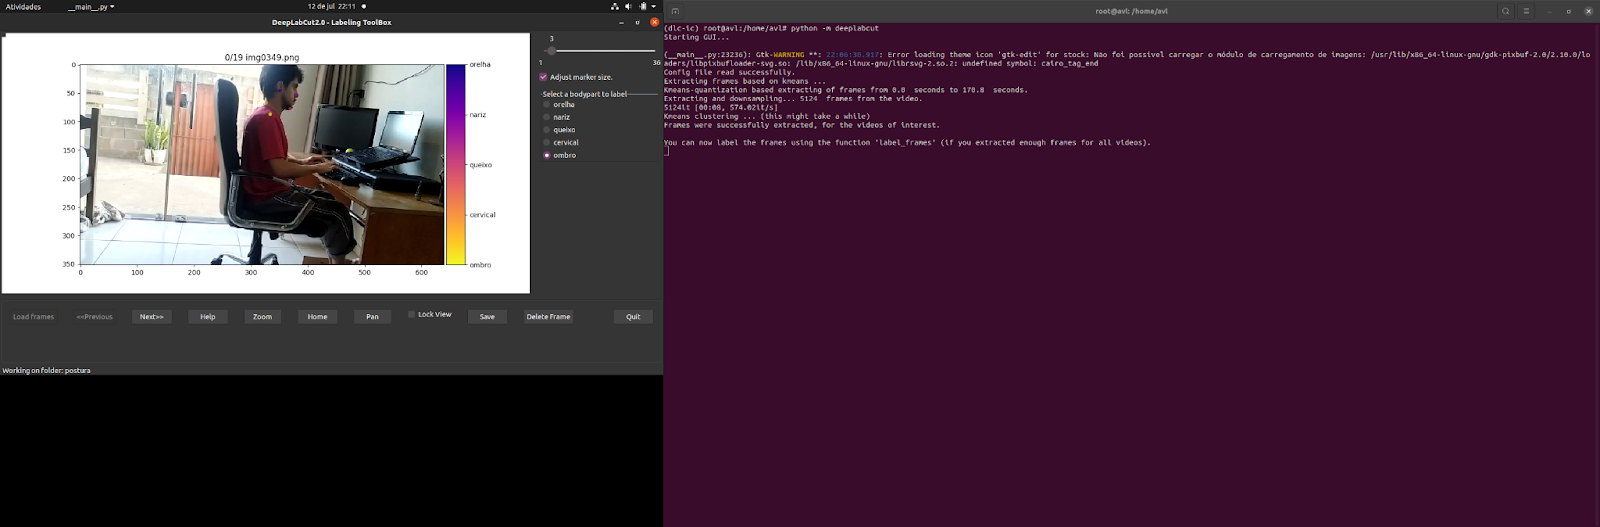 Atividades
__main__.py
12 de jul 22:11
DeepLabCut2.0 - Labeling ToolBox
0/19 img0349.png
0
50
100
150
200
250
300
350
0
100
200
300
400
500
600
orelha
nariz
queixo
cervical
ombro
3
1
36
Adjust marker size.
Select a bodypart to label
orelha
nariz
queixo
cervical
ombro
Load frames
<<Previous
Next>>
Help
Zoom
Home
Pan
Lock View
Save
Delete Frame
Quit
Working on folder: postura
root@avl: /home/avl
(dlc-ic) root@avl:/home/avl# python -m deeplabcut
Starting GUI...
(__main__.py:23236): Gtk-WARNING **: 22:06:30.917: Error loading theme icon 'gtk-edit' for stock: Não foi possível carregar o módulo de carregamento de imagens: /usr/lib/x86_64-linux-gnu/gdk-pixbuf-2.0/2.10.0/lo
aders/libpixbufloader-svg.so: /lib/x86_64-linux-gnu/librsvg-2.so.2: undefined symbol: cairo_tag_end
Config file read successfully.
Extracting frames based on kmeans ...
Kmeans-quantization based extracting of frames from 0.0  seconds to 170.8  seconds.
Extracting and downsampling... 5124  frames from the video.
5124it [00:08, 574.02it/s]
Kmeans clustering ... (this might take a while)
Frames were successfully extracted, for the videos of interest.
You can now label the frames using the function 'label_frames' (if you extracted enough frames for all videos).